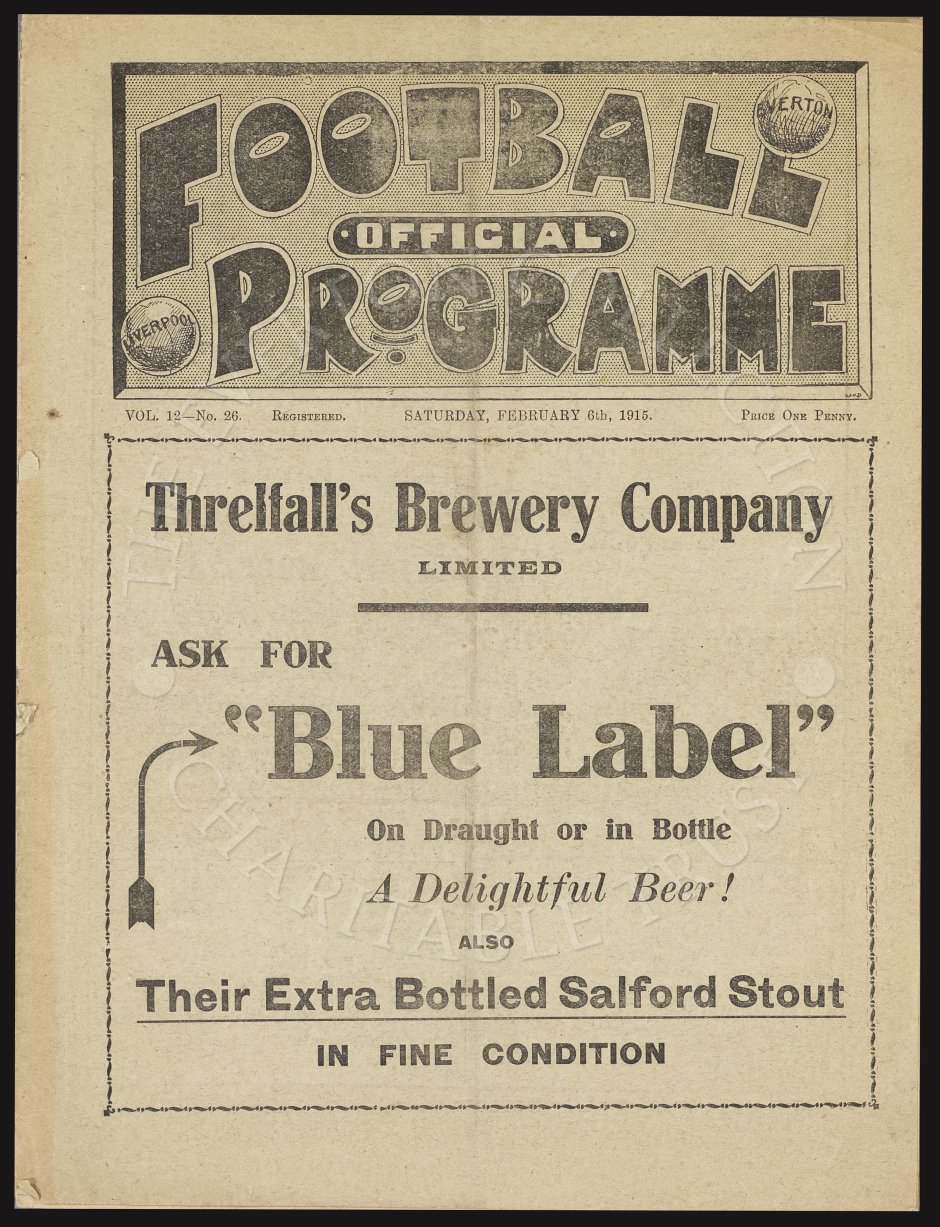 FOOTBALL
EVERTON
OFFICIAL
LIVERPOOL
PROGRAMME
VOL. 12—No. 26. REGISTERED. SATURDAY, FEBRUARY 6th, 1915. PRICE ONE PENNY.
Threlfall's Brewery Company
LIMITED
ASK FOR
"Blue Label"
On Draught or in Bottle
A Delightful Beer!
ALSO
Their Extra Bottled Salford Stout
IN FINE CONDITION
CHARITABLE TRUST